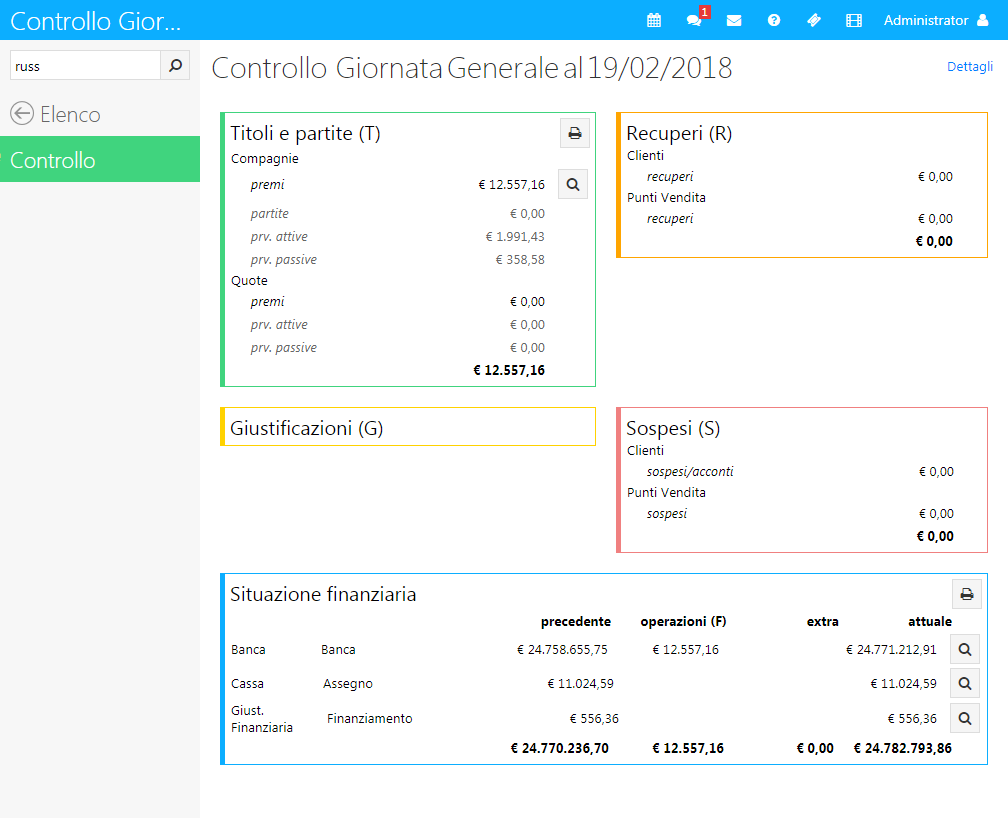 Controllo Gior...
1
Administrator
russ
Elenco
Controllo
Controllo Giornata Generale al 19/02/2018
Dettagli
Titoli e partite (T)
Compagnie
premi € 12.557,16
partite € 0,00
prv. attive € 1.991,43
prv. passive € 358,58
Quote
premi € 0,00
prv. attive € 0,00
prv. passive € 0,00
€ 12.557,16
Recuperi (R)
Clienti
recuperi € 0,00
Punti Vendita
recuperi € 0,00
€ 0,00
Giustificazioni (G)
Sospesi (S)
Clienti
sospesi/acconti € 0,00
Punti Vendita
sospesi € 0,00
€ 0,00
Situazione finanziaria
precedente operazioni (F) extra attuale
Banca Banca € 24.758.655,75 € 12.557,16 € 24.771.212,91
Cassa Assegno € 11.024,59 € 11.024,59
Giust.
Finanziaria Finanziamento € 556,36 € 556,36
€ 24.770.236,70 € 12.557,16 € 0,00 € 24.782.793,86